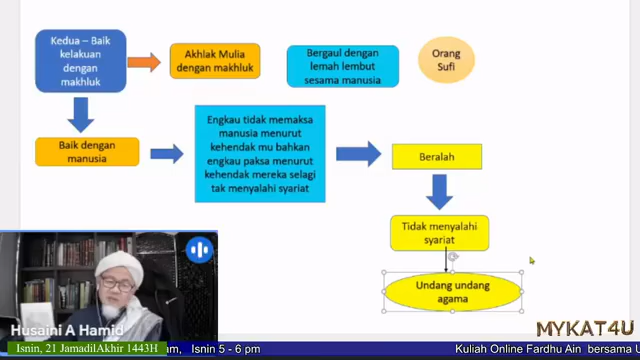 Kedua – Baik
kelakuan
dengan
makhluk
Akhlak Mulia
dengan makhluk
Bergaul dengan
lemah lembut
sesama manusia
Orang
Sufi
Baik dengan
manusia
Engkau tidak memaksa
manusia menurut
kehendak mu bahkan
engkau paksa menurut
kehendak mereka selagi
tak menyalahi syariat
Beralah
Tidak menyalahi
syariat
Undang undang
agama
Husaini A Hamid
MYKAT4U
Isnin, 21 JamadilAkhir 1443H
am, Isnin 5 - 6 pm
Kuliah Online Fardhu Ain bersama U